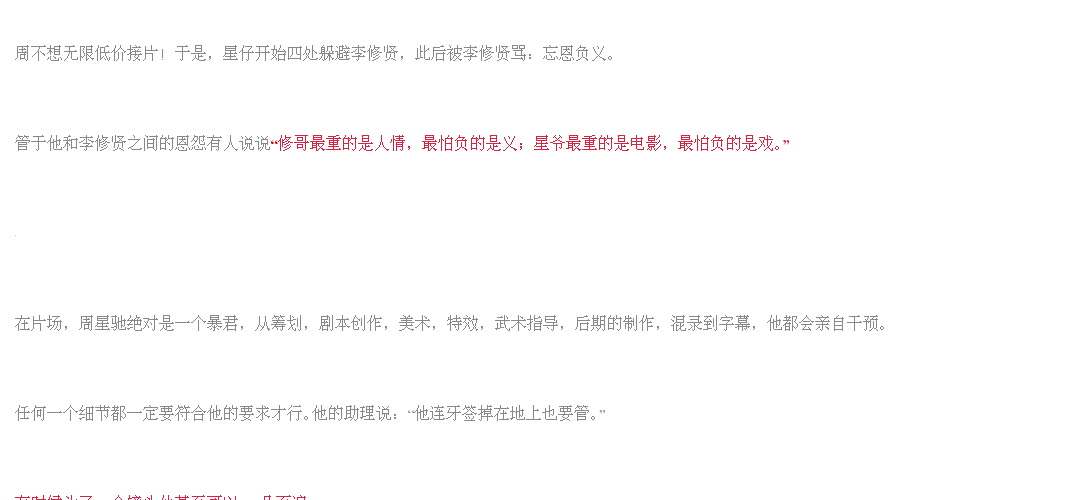 周不想无限低价接片！于是，星仔开始四处躲避李修贤，此后被李修贤骂：忘恩负义。
管于他和李修贤之间的恩怨有人说说“修哥最重的是人情，最怕负的是义；星爷最重的是电影，最怕负的是戏。”
在片场，周星驰绝对是一个暴君，从筹划，剧本创作，美术，特效，武术指导，后期的制作，混录到字幕，他都会亲自干预。
任何一个细节都一定要符合他的要求才行。他的助理说：“他连牙签掉在地上也要管。”